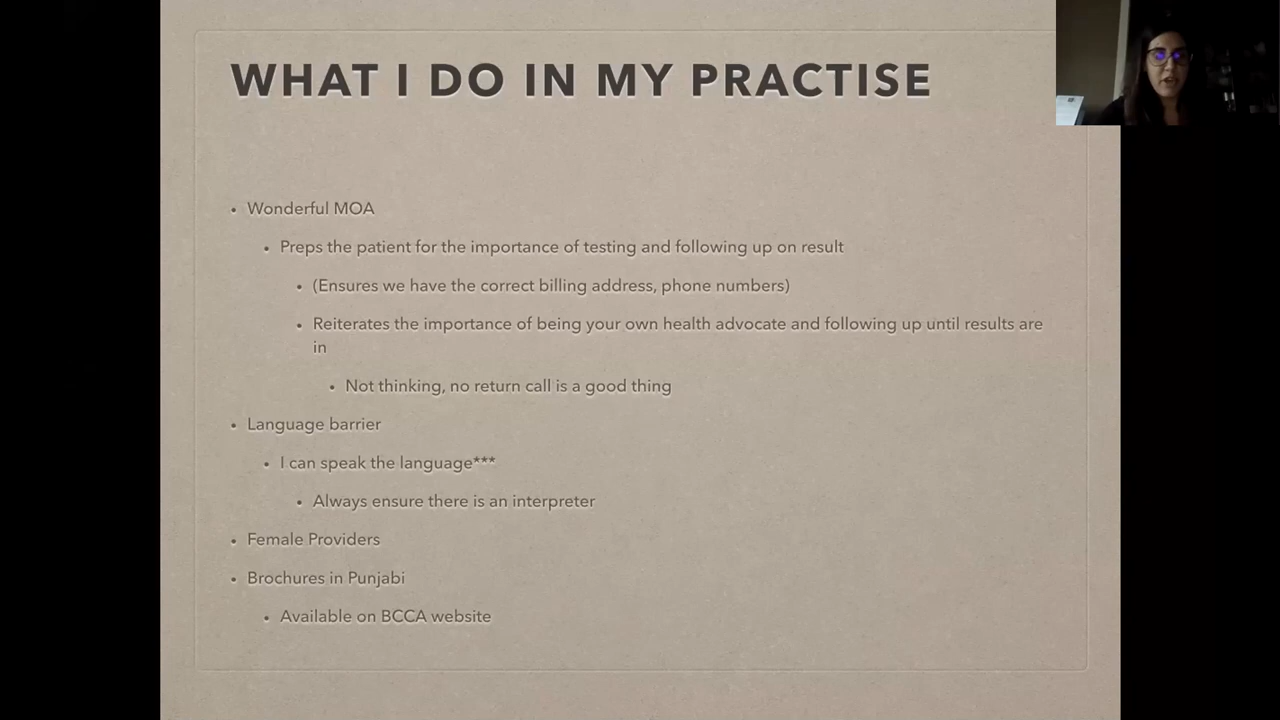 WHAT I DO IN MY PRACTISE
• Wonderful MOA
• Preps the patient for the importance of testing and following up on result
• (Ensures we have the correct billing address, phone numbers)
• Reiterates the importance of being your own health advocate and following up until results are
in
• Not thinking, no return call is a good thing
• Language barrier
• I can speak the language***
• Always ensure there is an interpreter
• Female Providers
• Brochures in Punjabi
• Available on BCCA website